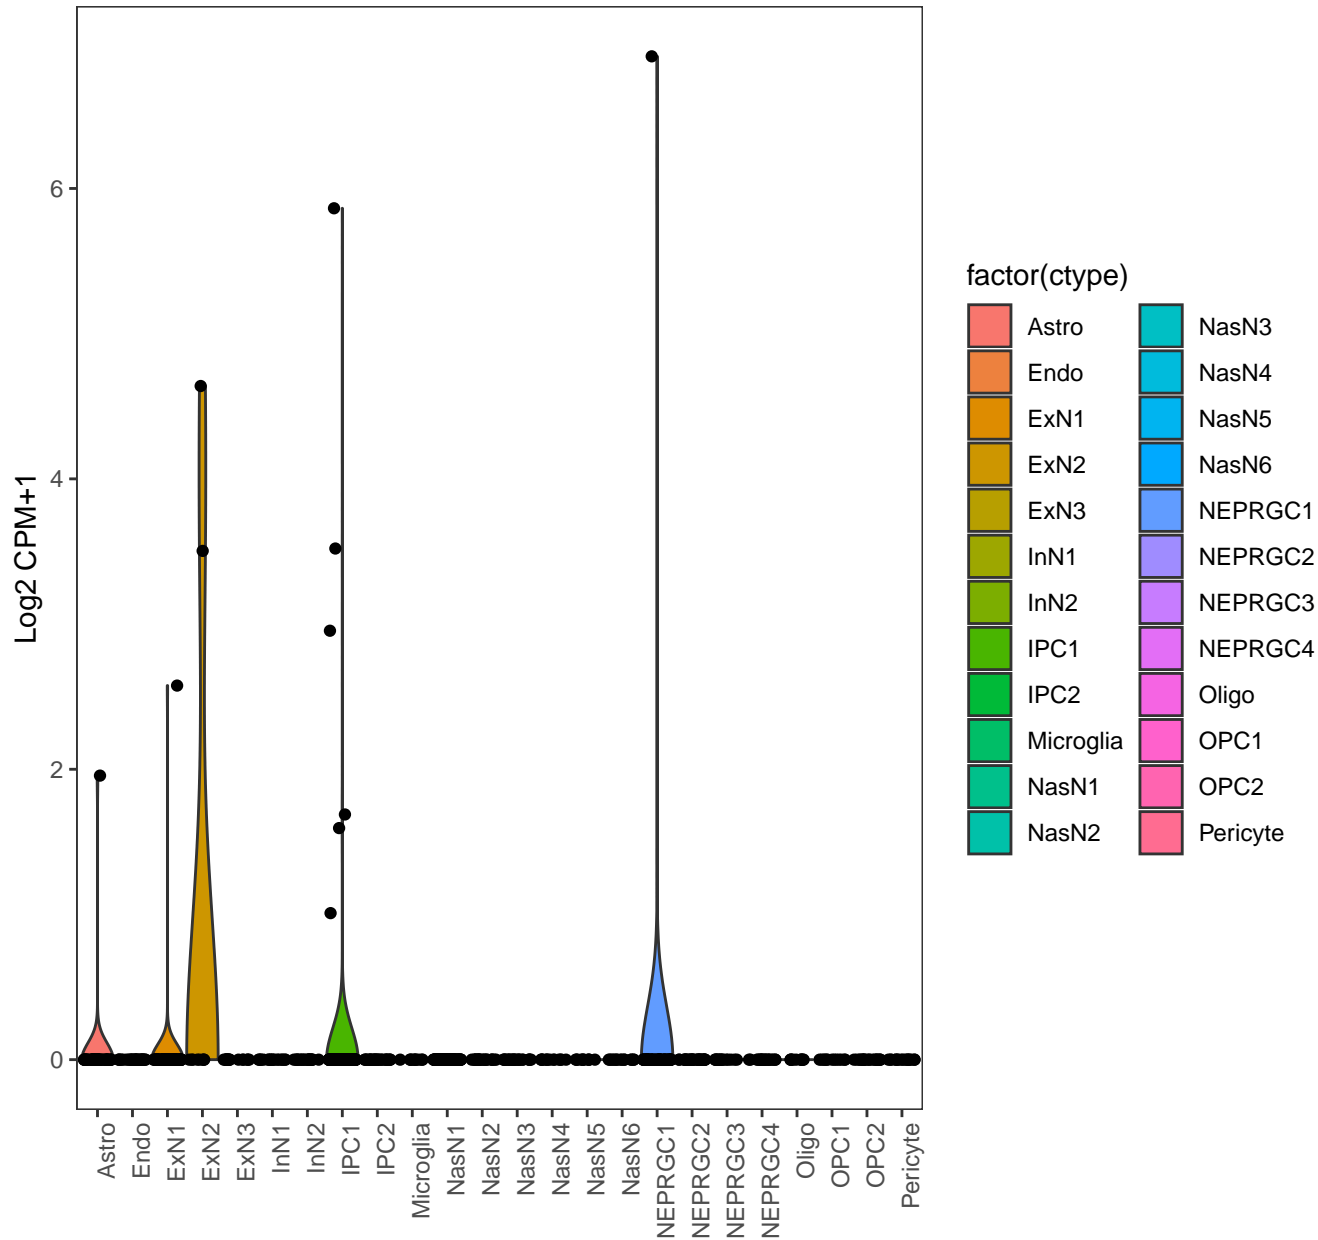 Log2 CPM+1
6
4
2
0
Astro
Endo
ExN1
ExN2
ExN3
InN1
InN2
IPC1
IPC2
Microglia
NasN1
NasN2
NasN3
NasN4
NasN5
NasN6
NEPRGC1
NEPRGC2
NEPRGC3
NEPRGC4
Oligo
OPC1
OPC2
Pericyte
factor(ctype)
Astro
Endo
ExN1
ExN2
ExN3
InN1
InN2
IPC1
IPC2
Microglia
NasN1
NasN2
NasN3
NasN4
NasN5
NasN6
NEPRGC1
NEPRGC2
NEPRGC3
NEPRGC4
Oligo
OPC1
OPC2
Pericyte